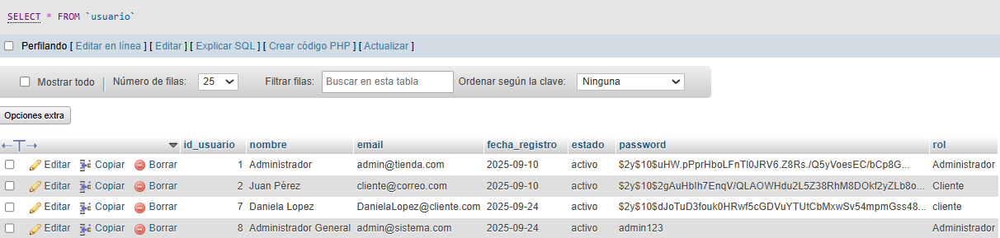 SELECT * FROM `usuario`
Perfilando [ Editar en línea ] [ Editar ] [ Explicar SQL ] [ Crear código PHP ] [ Actualizar ]
Mostrar todo Número de filas: 25 Filtrar filas: Buscar en esta tabla Ordenar según la clave: Ninguna
Opciones extra
←T→ id_usuario nombre email fecha_registro estado password rol
Editar Copiar Borrar 1 Administrador admin@tienda.com 2025-09-10 activo $2y$10$uHW.pPprHboLFnTI0JRV6.Z8Rs./Q5yVoesEC/bCp8G... Administrador
Editar Copiar Borrar 2 Juan Pérez cliente@correo.com 2025-09-10 activo $2y$10$2gAuHbIh7EnqV/QLAOWHdu2L5Z38RhM8DOkf2yZLb8o... Cliente
Editar Copiar Borrar 7 Daniela Lopez DanielaLopez@cliente.com 2025-09-24 activo $2y$10$dJoTuD3fouk0HRwf5cGDVuYTUtCbMxwSv54mpmGss48... cliente
Editar Copiar Borrar 8 Administrador General admin@sistema.com 2025-09-24 activo admin123 Administrador